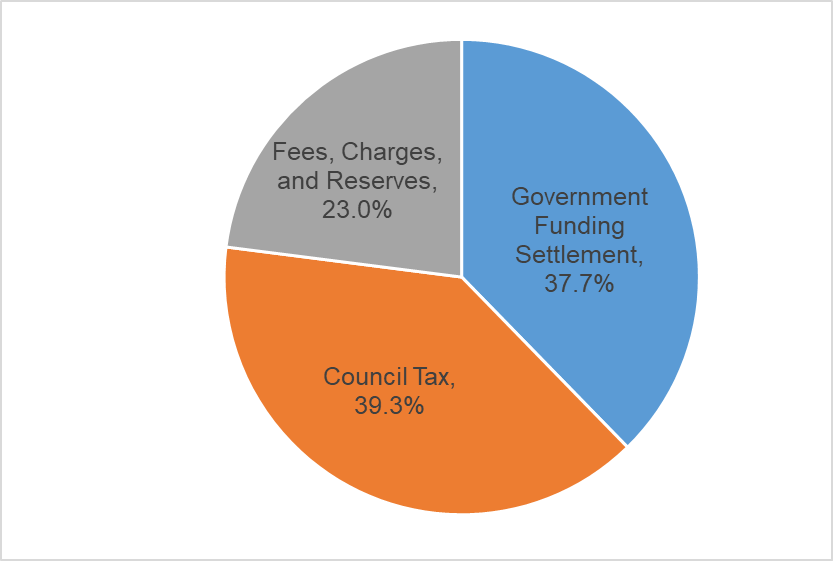 Fees, Charges,
and Reserves,
23.0%
Government
Funding
Settlement,
37.7%
Council Tax,
39.3%